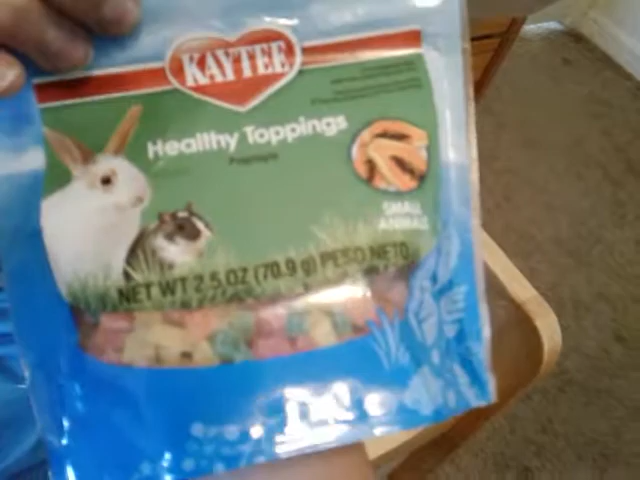 KAYTEE
Healthy Toppings
Papaya
SMALL
ANIMAL
NET WT 2.5 OZ (70.9 g) PESO NETO